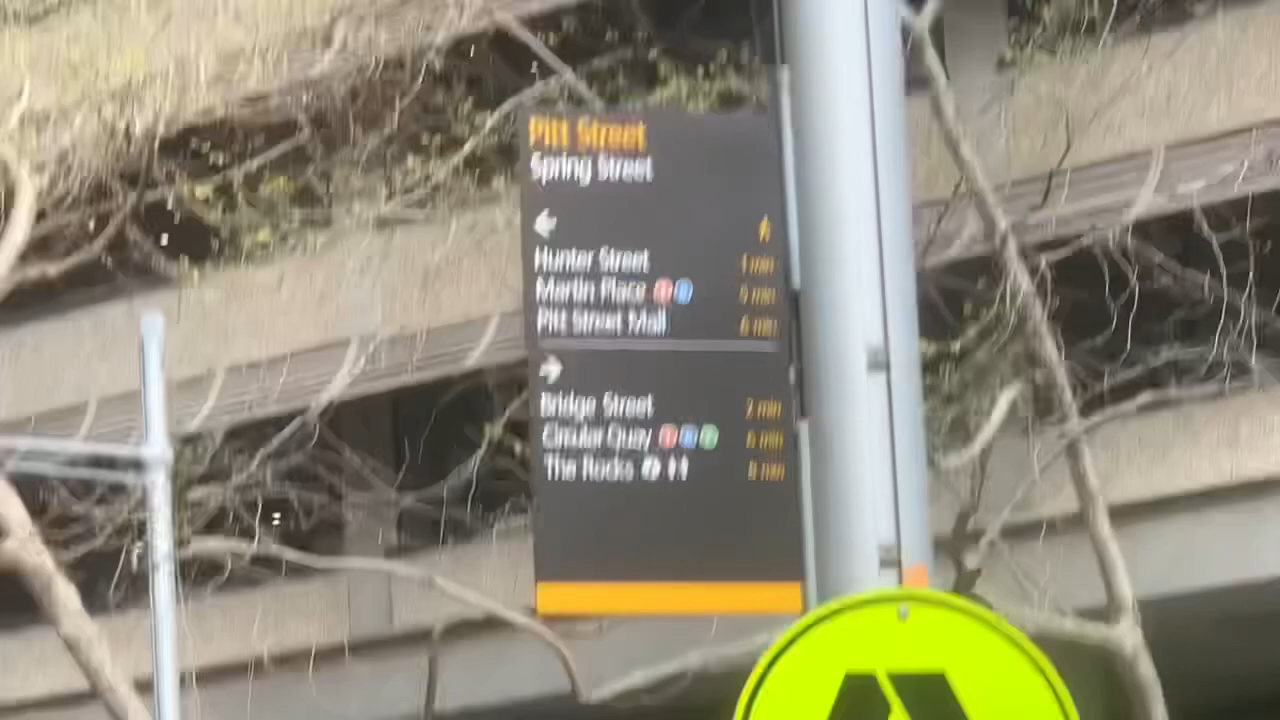 Pitt Street
Spring Street
Hunter Street 1 min
Martin Place 5 min
Pitt Street Mall 6 min
Bridge Street 2 min
Circular Quay 6 min
The Rocks 8 min